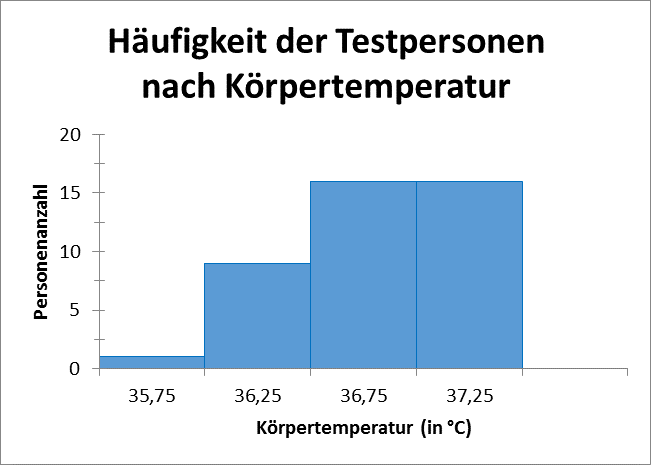 Häufigkeit der Testpersonen
nach Körpertemperatur
20
15
10
5
0
Personenanzahl
35,75
36,25
36,75
37,25
Körpertemperatur (in °C)